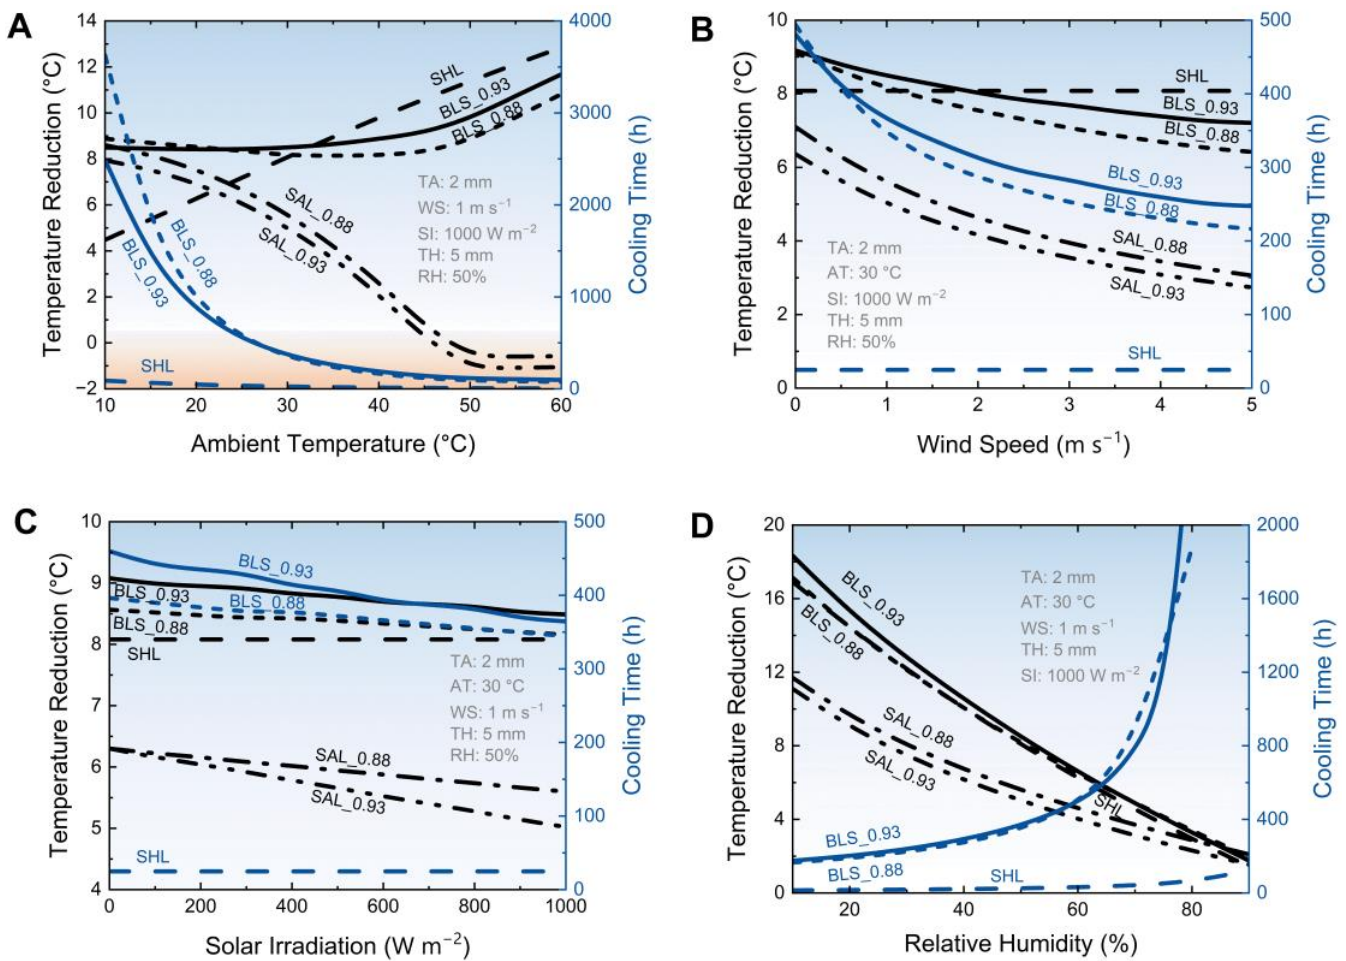 A
14
12
10
8
6
4
2
0
−2
Temperature Reduction (°C)
4000
3000
2000
1000
0
Cooling Time (h)
10
20
30
40
50
60
Ambient Temperature (°C)
SHL
BLS_0.93
BLS_0.88
SAL_0.88
SAL_0.93
BLS_0.88
BLS_0.93
SHL
TA: 2 mm
WS: 1 m s⁻¹
SI: 1000 W m⁻²
TH: 5 mm
RH: 50%
B
10
8
6
4
2
0
Temperature Reduction (°C)
500
400
300
200
100
0
Cooling Time (h)
0
1
2
3
4
5
Wind Speed (m s⁻¹)
SHL
BLS_0.93
BLS_0.88
BLS_0.93
BLS_0.88
SAL_0.88
SAL_0.93
SHL
TA: 2 mm
AT: 30 °C
SI: 1000 W m⁻²
TH: 5 mm
RH: 50%
C
10
9
8
7
6
5
4
Temperature Reduction (°C)
500
400
300
200
100
0
Cooling Time (h)
0
200
400
600
800
1000
Solar Irradiation (W m⁻²)
BLS_0.93
BLS_0.93
BLS_0.88
BLS_0.88
SHL
TA: 2 mm
AT: 30 °C
WS: 1 m s⁻¹
TH: 5 mm
RH: 50%
SAL_0.88
SAL_0.93
SHL
D
20
16
12
8
4
0
Temperature Reduction (°C)
2000
1600
1200
800
400
0
Cooling Time (h)
20
40
60
80
Relative Humidity (%)
BLS_0.93
BLS_0.88
TA: 2 mm
AT: 30 °C
WS: 1 m s⁻¹
TH: 5 mm
SI: 1000 W m⁻²
SAL_0.88
SAL_0.93
SHL
BLS_0.93
BLS_0.88
SHL